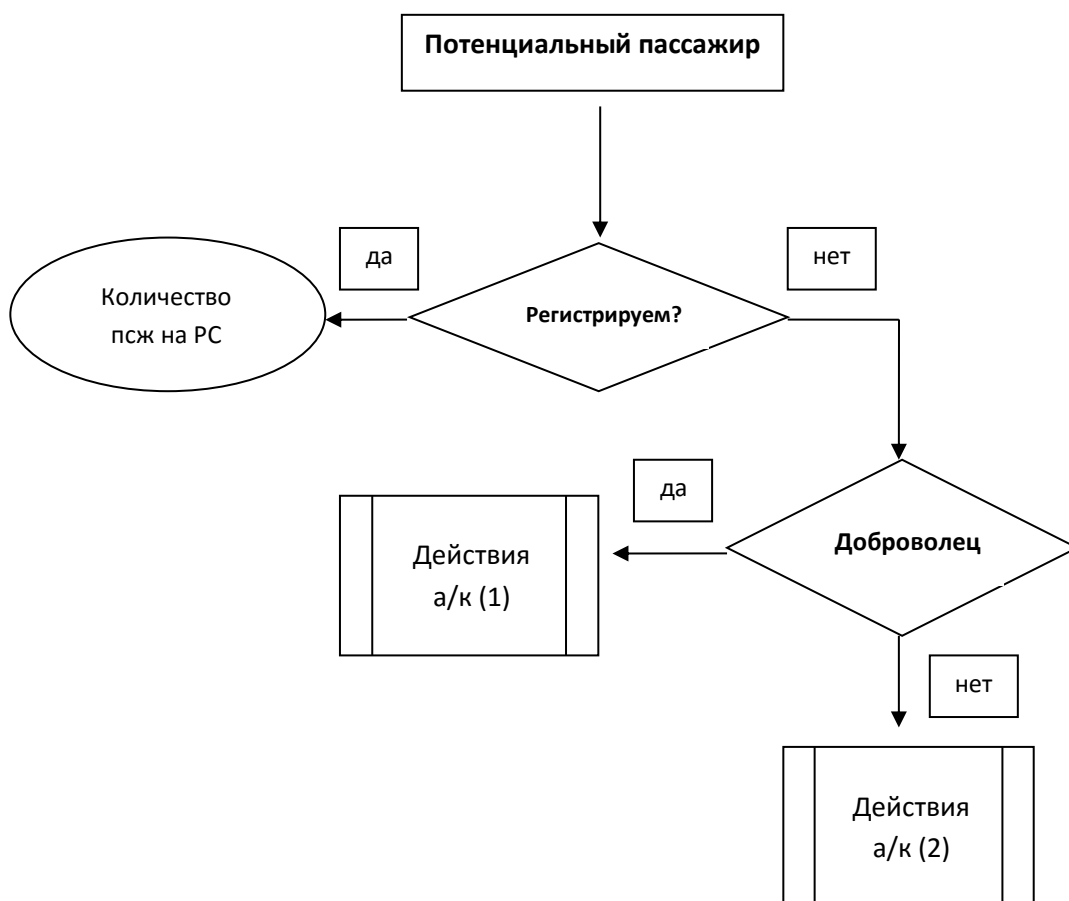 Потенциальный пассажир
да
нет
Количество
псж на РС
Регистрируем?
да
Доброволец
Действия
а/к (1)
нет
Действия
а/к (2)